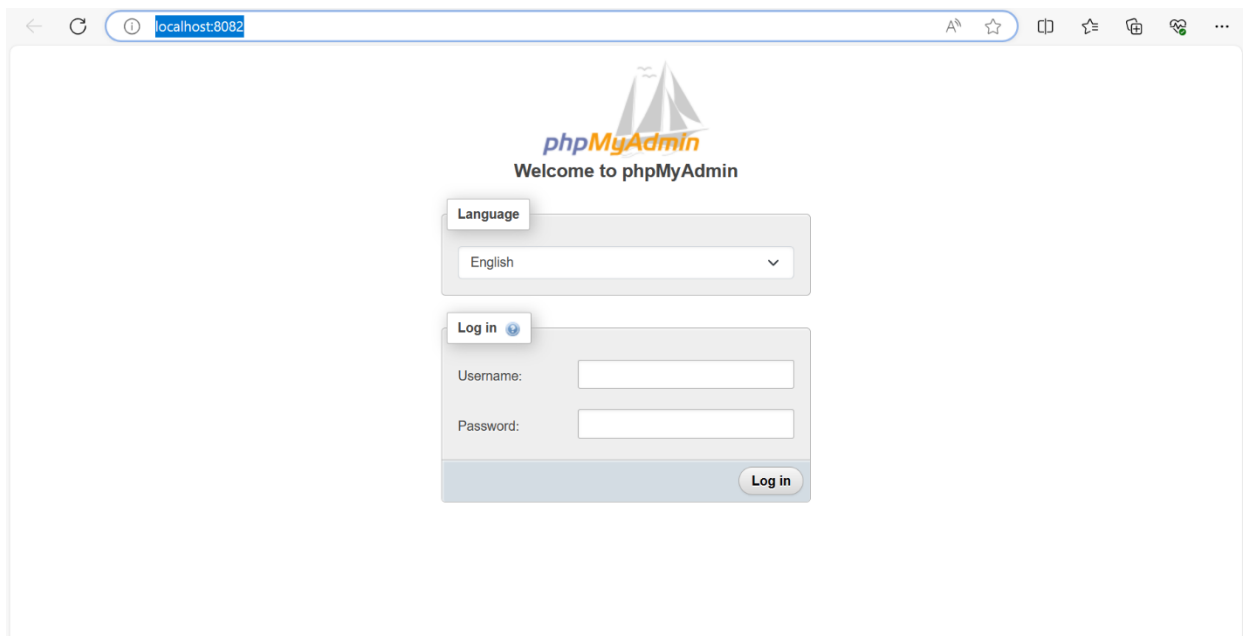 localhost:8082
phpMyAdmin
Welcome to phpMyAdmin
Language
English
Log in
Username:
Password:
Log in